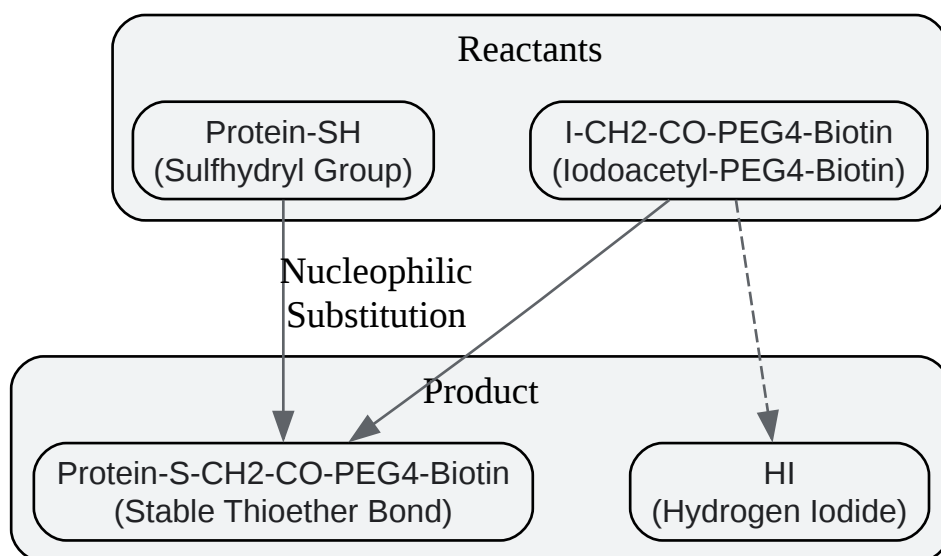 Reactants
Protein-SH
(Sulfhydryl Group)
I-CH2-CO-PEG4-Biotin
(Iodoacetyl-PEG4-Biotin)
Nucleophilic
Substitution
Product
Protein-S-CH2-CO-PEG4-Biotin
(Stable Thioether Bond)
HI
(Hydrogen Iodide)